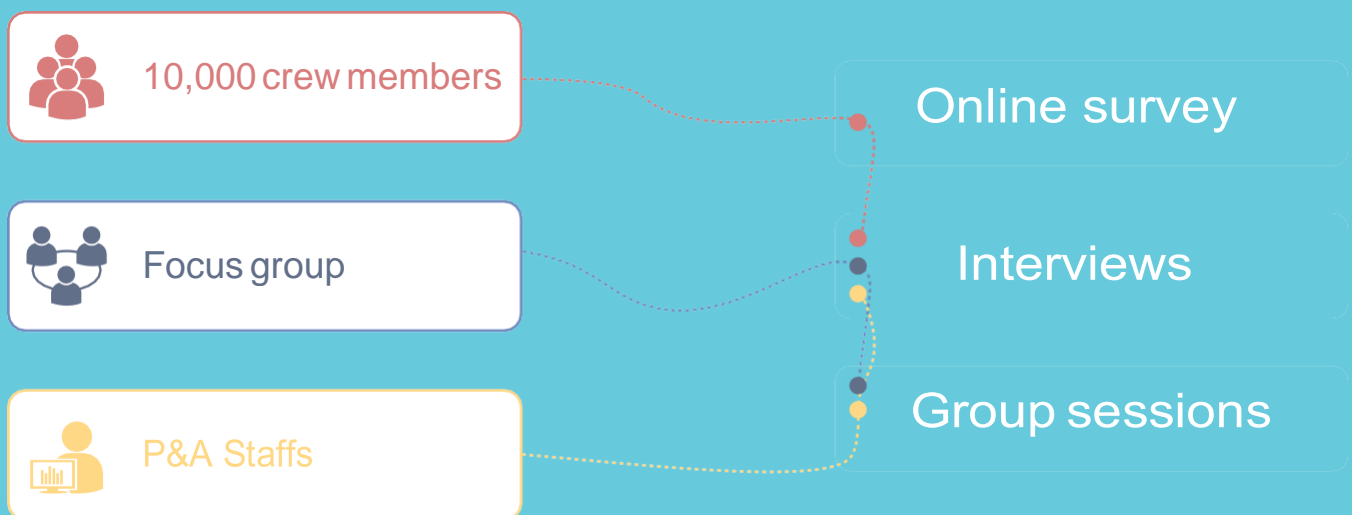 10,000 crew members
Online survey
Focus group
Interviews
P&A Staffs
Group sessions